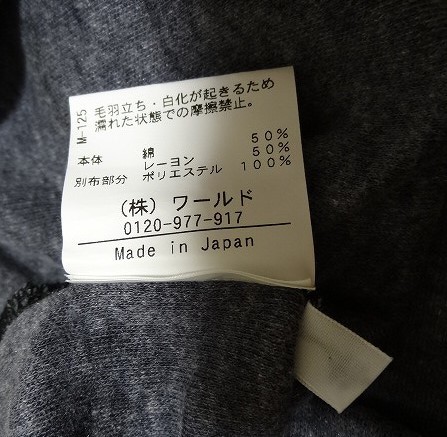 M-125
毛羽立ち・白化が起きるため
濡れた状態での摩擦禁止。
本体 綿 50%
レーヨン 50%
別布部分 ポリエステル 100%
(株) ワールド
0120-977-917
Made in Japan